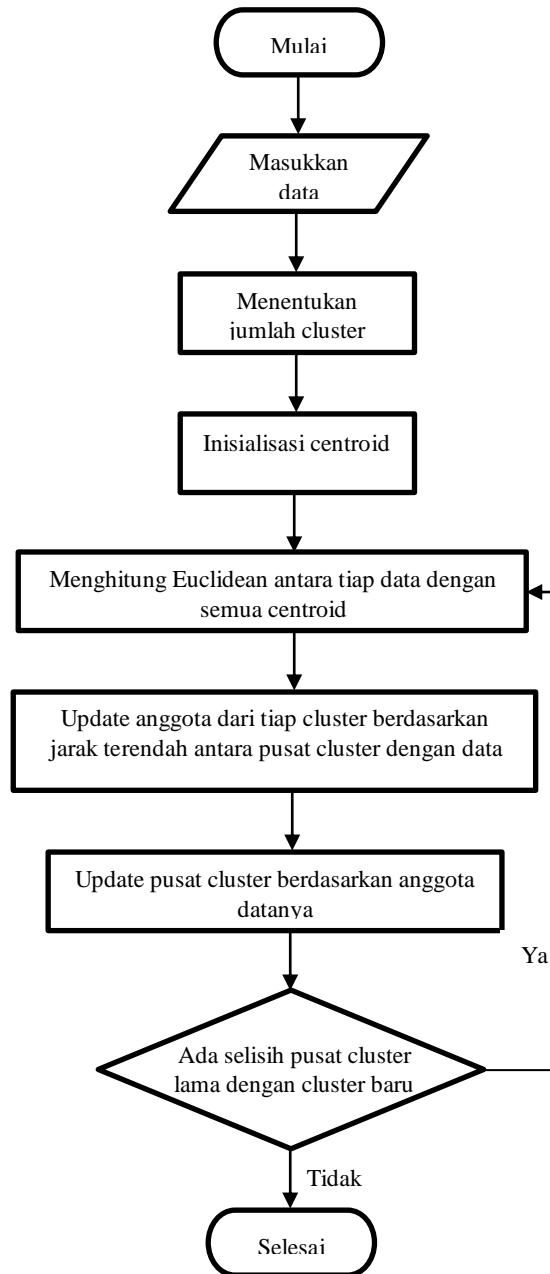 Mulai
Masukkan
data
Menentukan
jumlah cluster
Inisialisasi centroid
Menghitung Euclidean antara tiap data dengan
semua centroid
Update anggota dari tiap cluster berdasarkan
jarak terendah antara pusat cluster dengan data
Update pusat cluster berdasarkan anggota
datanya
Ya
Ada selisih pusat cluster
lama dengan cluster baru
Tidak
Selesai